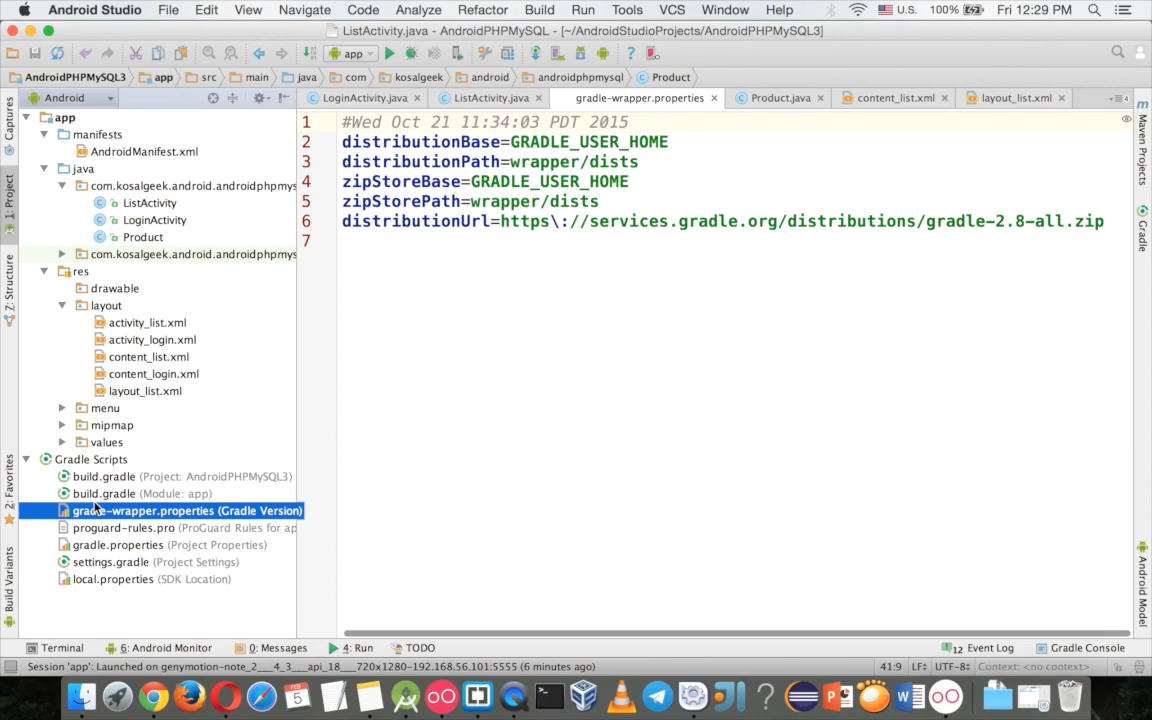 Android Studio File Edit View Navigate Code Analyze Refactor Build Run Tools VCS Window Help U.S. 100% Fri 12:29 PM
ListActivity.java - AndroidPHPMySQL - [~/AndroidStudioProjects/AndroidPHPMySQL3]
app
AndroidPHPMySQL3 app src main java com kosalgeek android androidphpmysql Product
Android
LoginActivity.java ListActivity.java gradle-wrapper.properties Product.java content_list.xml layout_list.xml
Captures
1: Project
Z: Structure
2: Favorites
Build Variants
app
manifests
AndroidManifest.xml
java
com.kosalgeek.android.androidphpmys
ListActivity
LoginActivity
Product
com.kosalgeek.android.androidphpmys
res
drawable
layout
activity_list.xml
activity_login.xml
content_list.xml
content_login.xml
layout_list.xml
menu
mipmap
values
Gradle Scripts
build.gradle (Project: AndroidPHPMySQL3)
build.gradle (Module: app)
gradle-wrapper.properties (Gradle Version)
proguard-rules.pro (ProGuard Rules for ap
gradle.properties (Project Properties)
settings.gradle (Project Settings)
local.properties (SDK Location)
1 #Wed Oct 21 11:34:03 PDT 2015
2 distributionBase=GRADLE_USER_HOME
3 distributionPath=wrapper/dists
4 zipStoreBase=GRADLE_USER_HOME
5 zipStorePath=wrapper/dists
6 distributionUrl=https\://services.gradle.org/distributions/gradle-2.8-all.zip
7
Maven Projects
Gradle
Android Model
Terminal 6: Android Monitor 0: Messages 4: Run TODO 12 Event Log Gradle Console
Session 'app': Launched on genymotion-note_2___4_3___api_18___720x1280-192.168.56.101:5555 (6 minutes ago) 41:9 LF÷ UTF-8÷ Context: <no context>